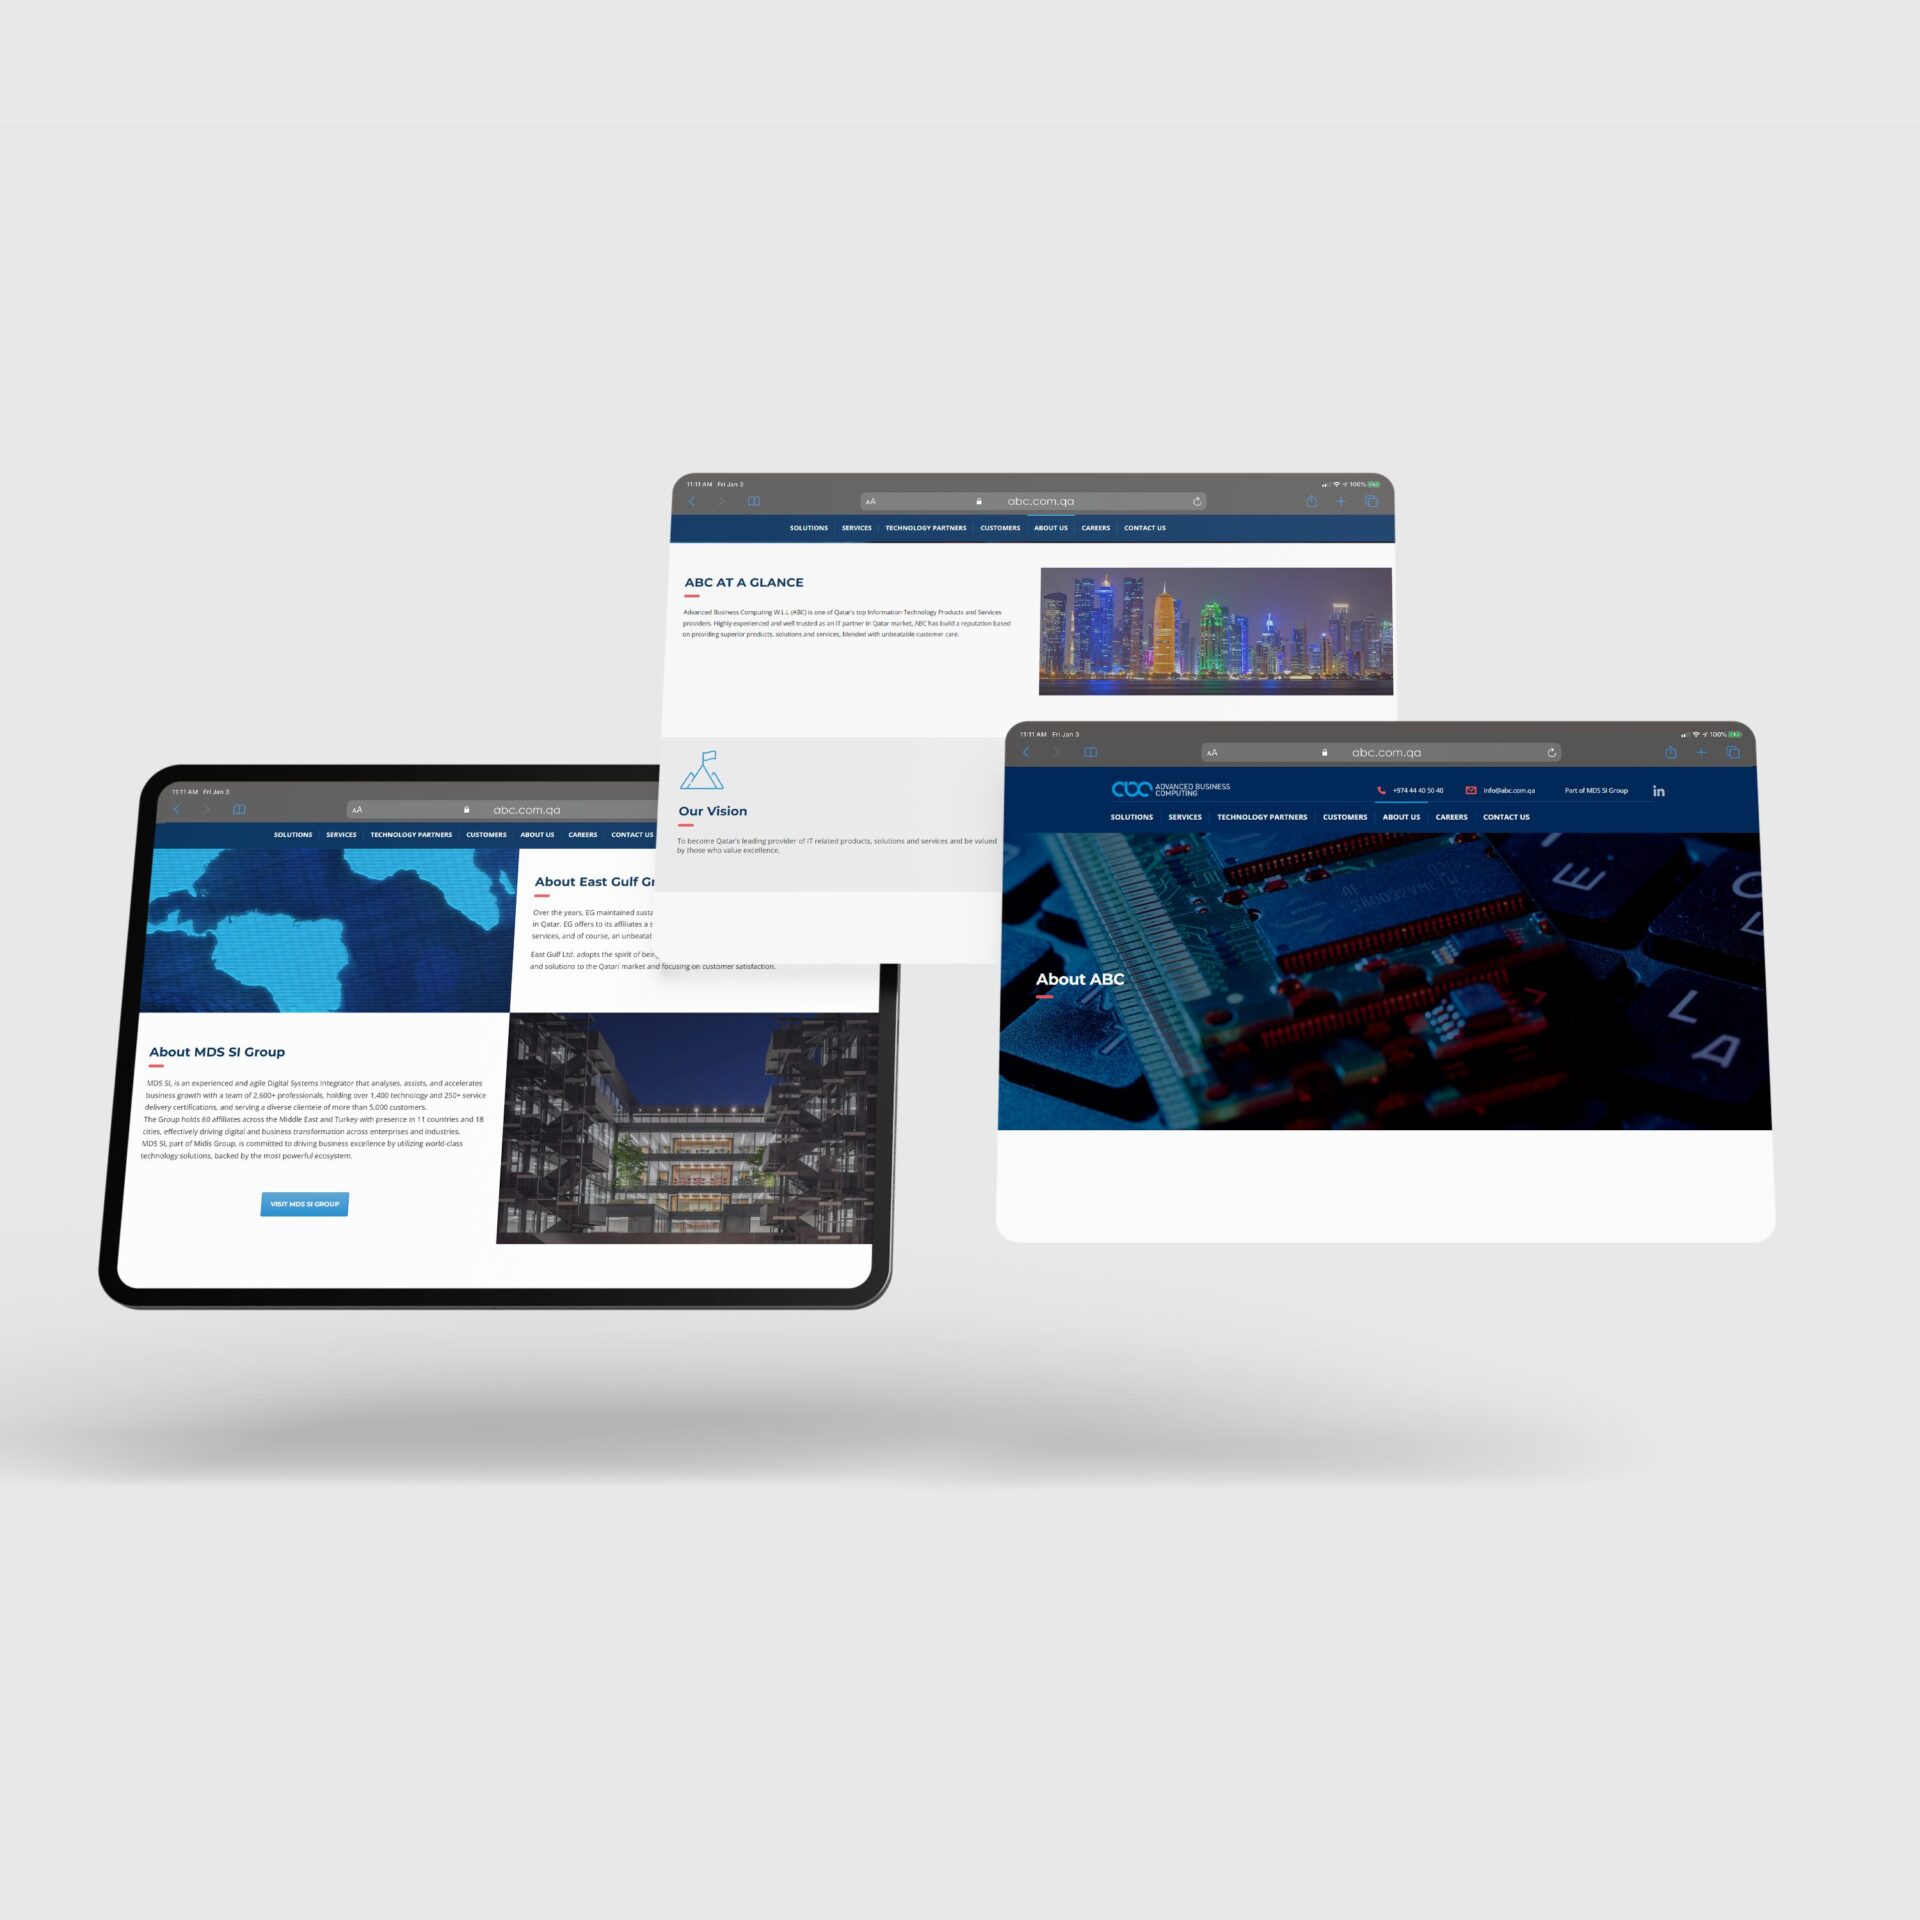 11:11 AM Fri Jan 3
100%
AA
abc.com.qa
SOLUTIONS SERVICES TECHNOLOGY PARTNERS CUSTOMERS ABOUT US CAREERS CONTACT US
ABC AT A GLANCE
Advanced Business Computing W.L.L (ABC) is one of Qatar's top Information Technology Products and Services
providers. Highly experienced and well trusted as an IT partner in Qatar market, ABC has build a reputation based
on providing superior products, solutions and services, blended with unbeatable customer care.
Our Vision
To become Qatar's leading provider of IT related products, solutions and services and be valued
by those who value excellence.
11:11 AM Fri Jan 3
100%
AA
abc.com.qa
abc ADVANCED BUSINESS
COMPUTING
+974 44 40 50 40
info@abc.com.qa
Part of MDS SI Group
in
SOLUTIONS SERVICES TECHNOLOGY PARTNERS CUSTOMERS ABOUT US CAREERS CONTACT US
About ABC
11:11 AM Fri Jan 3
AA
abc.com.qa
SOLUTIONS SERVICES TECHNOLOGY PARTNERS CUSTOMERS ABOUT US CAREERS CONTACT US
About East Gulf Gr
Over the years, EG maintained susta
in Qatar. EG offers to its affiliates a s
services, and of course, an unbeatab
East Gulf Ltd. adopts the spirit of bein
and solutions to the Qatari market and focusing on customer satisfaction.
About MDS SI Group
MDS SI, is an experienced and agile Digital Systems Integrator that analyses, assists, and accelerates
business growth with a team of 2,600+ professionals, holding over 1,400 technology and 250+ service
delivery certifications, and serving a diverse clientele of more than 5,000 customers.
The Group holds 60 affiliates across the Middle East and Turkey with presence in 11 countries and 18
cities, effectively driving digital and business transformation across enterprises and industries.
MDS SI, part of Midis Group, is committed to driving business excellence by utilizing world-class
technology solutions, backed by the most powerful ecosystem.
VISIT MDS SI GROUP